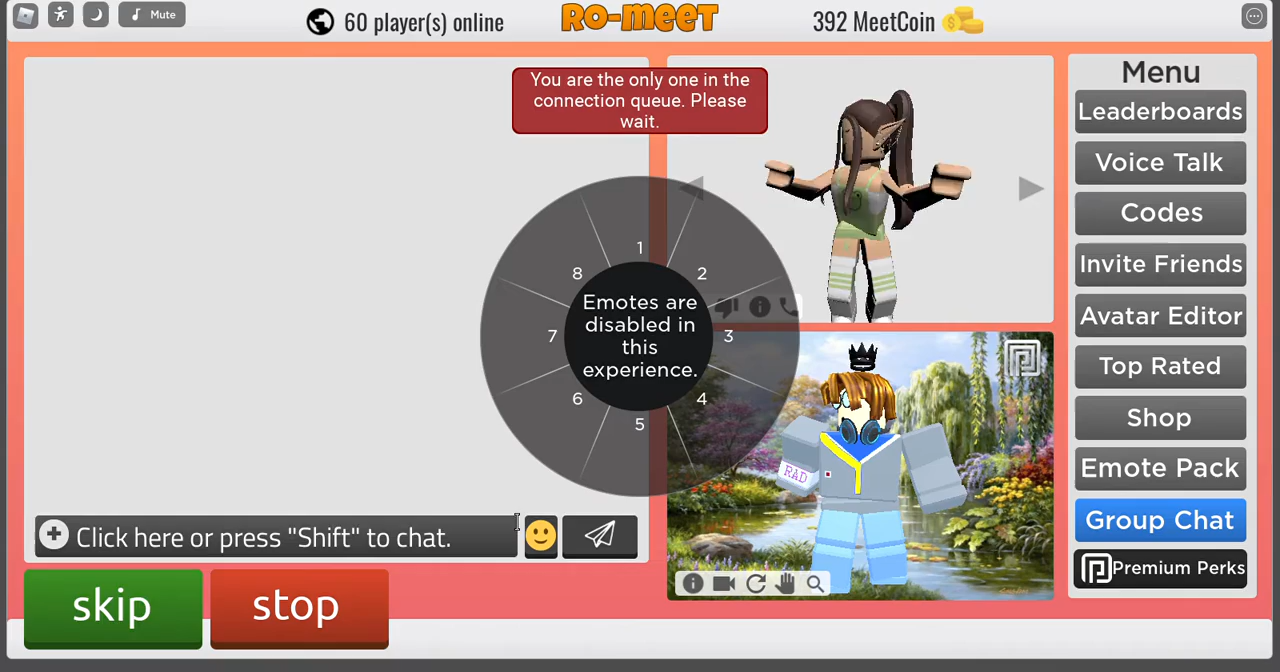 Mute
60 player(s) online
RO-MEET
392 MeetCoin
You are the only one in the
connection queue. Please
wait.
Menu
Leaderboards
Voice Talk
Codes
Invite Friends
Avatar Editor
Top Rated
Shop
Emote Pack
Group Chat
Premium Perks
1
2
3
4
5
6
7
8
Emotes are
disabled in
this
experience.
RAD
Click here or press "Shift" to chat.
skip
stop